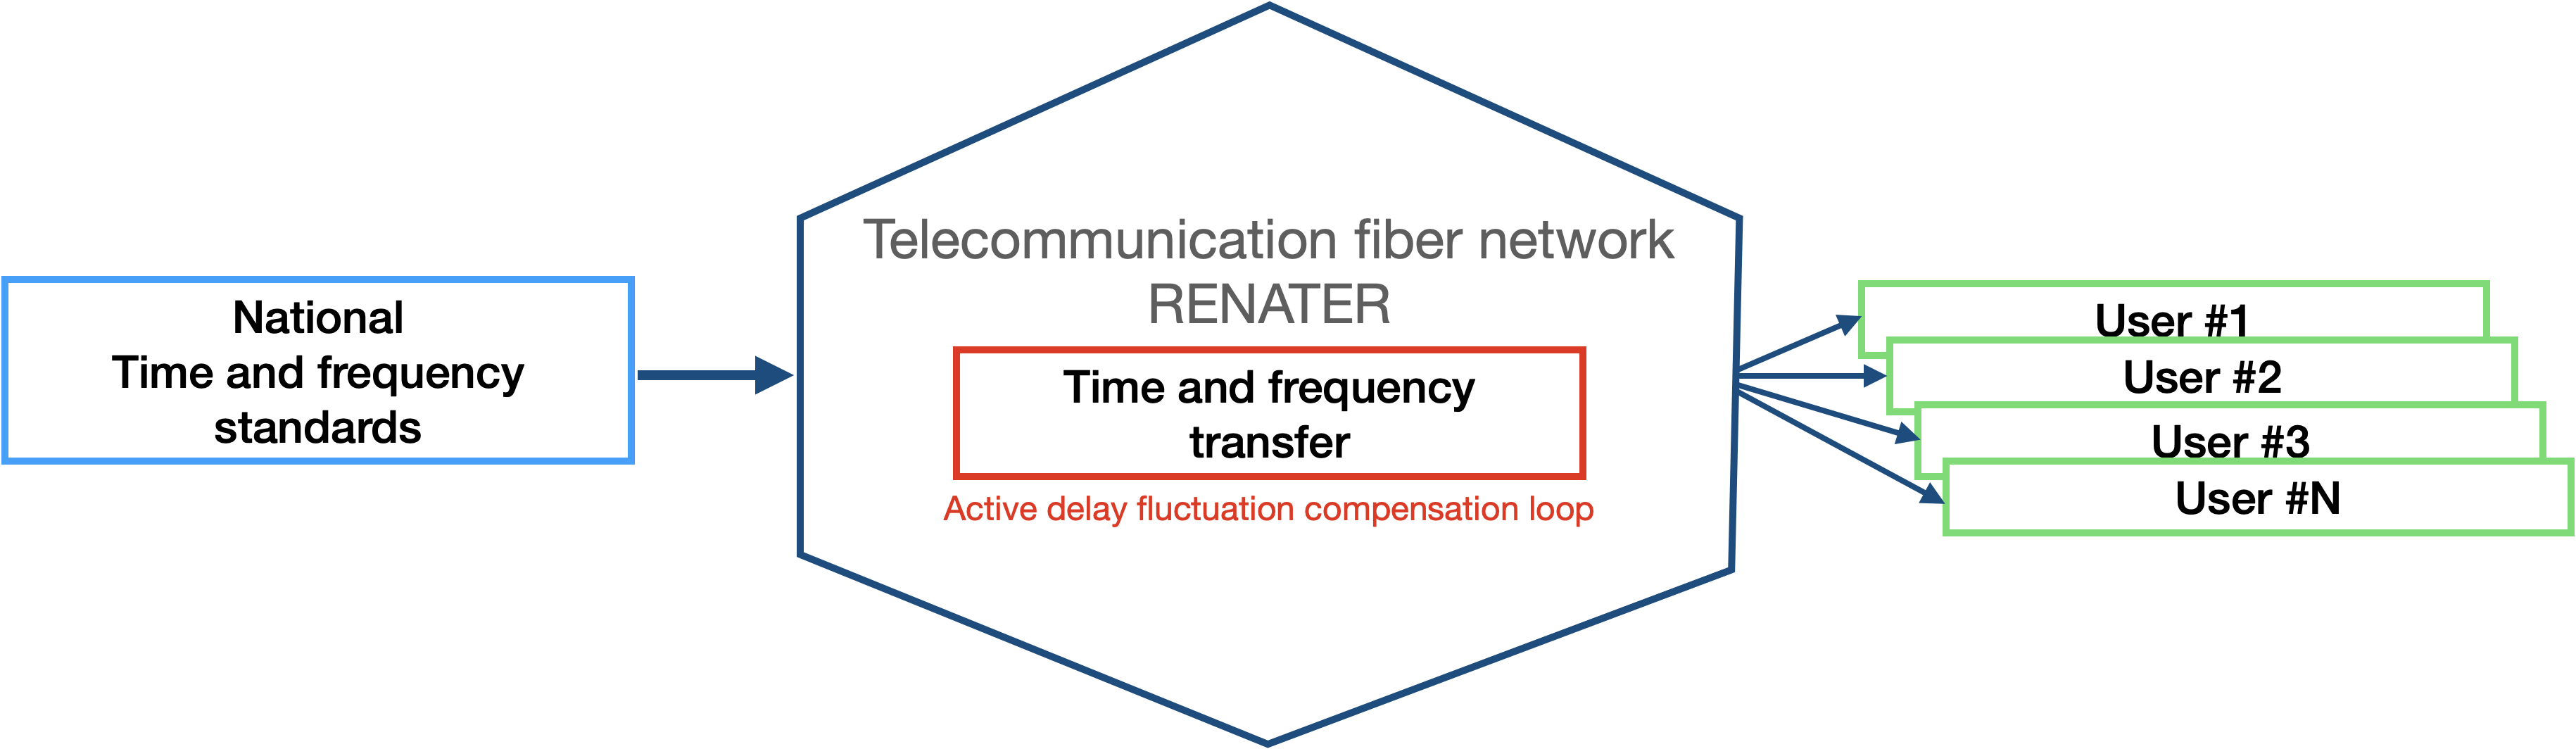 National
Time and frequency
standards
Telecommunication fiber network
RENATER
Time and frequency
transfer
Active delay fluctuation compensation loop
User #1
User #2
User #3
User #N